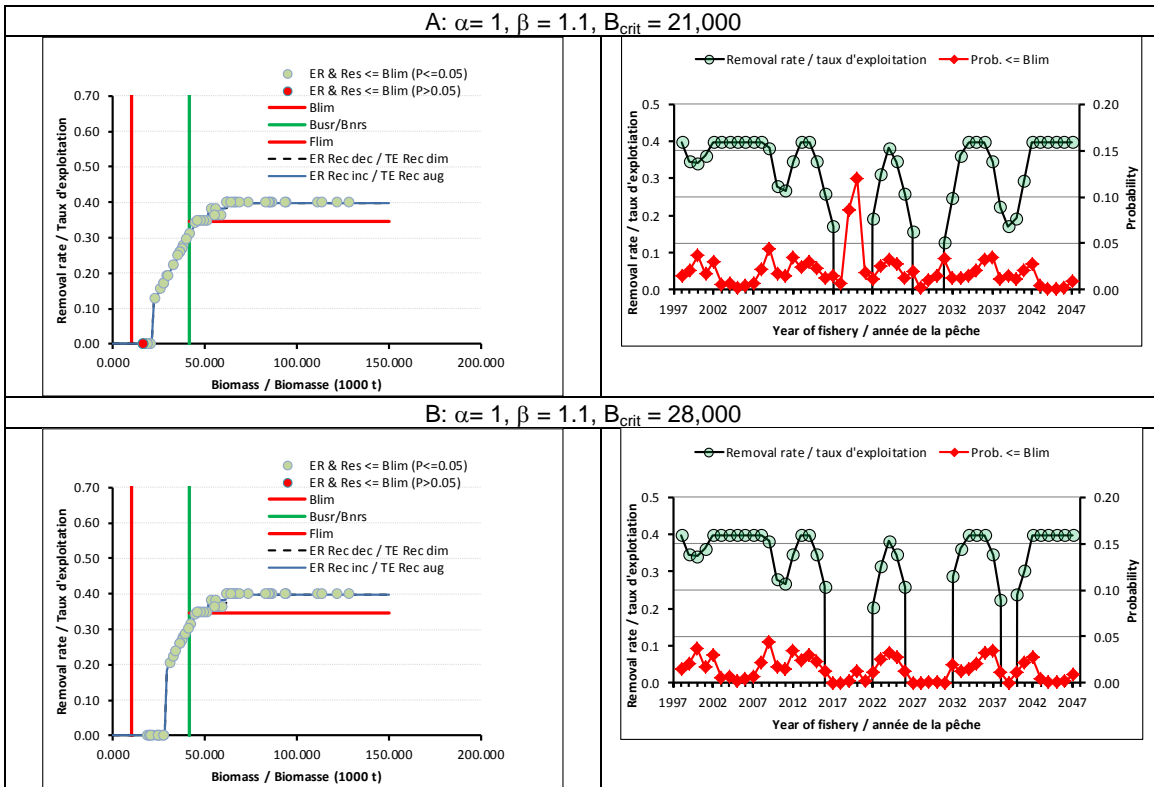 A: α= 1, β = 1.1, Bcrit = 21,000
ER & Res <= Blim (P<=0.05)
ER & Res <= Blim (P>0.05)
Blim
Busr/Bnrs
Flim
ER Rec dec / TE Rec dim
ER Rec inc / TE Rec aug
Removal rate / Taux d'exploitation
0.70
0.60
0.50
0.40
0.30
0.20
0.10
0.00
0.000 50.000 100.000 150.000 200.000
Biomass / Biomasse (1000 t)
Removal rate / taux d'exploitation
Prob. <= Blim
Removal rate / taux d'exploitation
0.5
0.4
0.3
0.2
0.1
0.0
0.20
0.15
0.10
0.05
0.00
Probability
1997 2002 2007 2012 2017 2022 2027 2032 2037 2042 2047
Year of fishery / année de la pêche
B: α= 1, β = 1.1, Bcrit = 28,000
ER & Res <= Blim (P<=0.05)
ER & Res <= Blim (P>0.05)
Blim
Busr/Bnrs
Flim
ER Rec dec / TE Rec dim
ER Rec inc / TE Rec aug
Removal rate / Taux d'exploitation
0.70
0.60
0.50
0.40
0.30
0.20
0.10
0.00
0.000 50.000 100.000 150.000 200.000
Biomass / Biomasse (1000 t)
Removal rate / taux d'exploitation
Prob. <= Blim
Removal rate / taux d'explotiation
0.5
0.4
0.3
0.2
0.1
0.0
0.20
0.15
0.10
0.05
0.00
Probability
1997 2002 2007 2012 2017 2022 2027 2032 2037 2042 2047
Year of fishery / année de la pêche